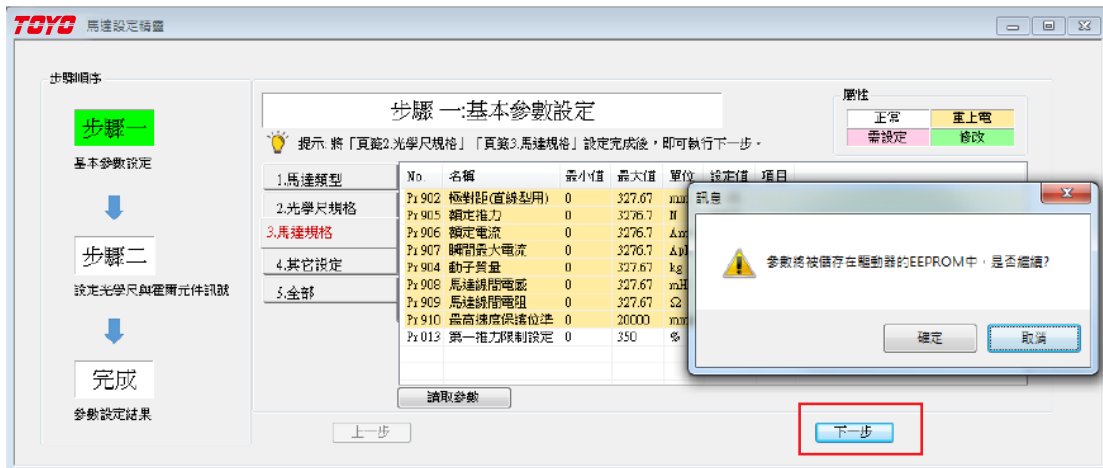 TOYO 馬達設定精靈
步驟順序
步驟一
基本參數設定
步驟二
設定光學尺與霍爾元件訊號
完成
參數設定結果
步驟 一:基本參數設定
提示: 將「頁籤2.光學尺規格」「頁籤3.馬達規格」設定完成後，即可執行下一步。
屬性
正常 重上電
需設定 修改
1.馬達類型
2.光學尺規格
3.馬達規格
4.其它設定
5.全部
No. 名稱 最小值 最大值 單位 設定值 項目
Pr 902 極對距(直線型用) 0 327.67 mm
Pr 905 額定推力 0 3276.7 N
Pr 906 額定電流 0 3276.7
Pr 907 瞬間最大電流 0 3276.7
Pr 904 動子質量 0 327.67 kg
Pr 908 馬達線間電感 0 327.67 mH
Pr 909 馬達線間電阻 0 327.67 Ω
Pr 910 最高速度保護位準 0 20000
Pr 013 第一推力限制設定 0 350 %
讀取參數
上一步
下一步
訊息
參數將被儲存在驅動器的EEPROM中，是否繼續?
確定
取消